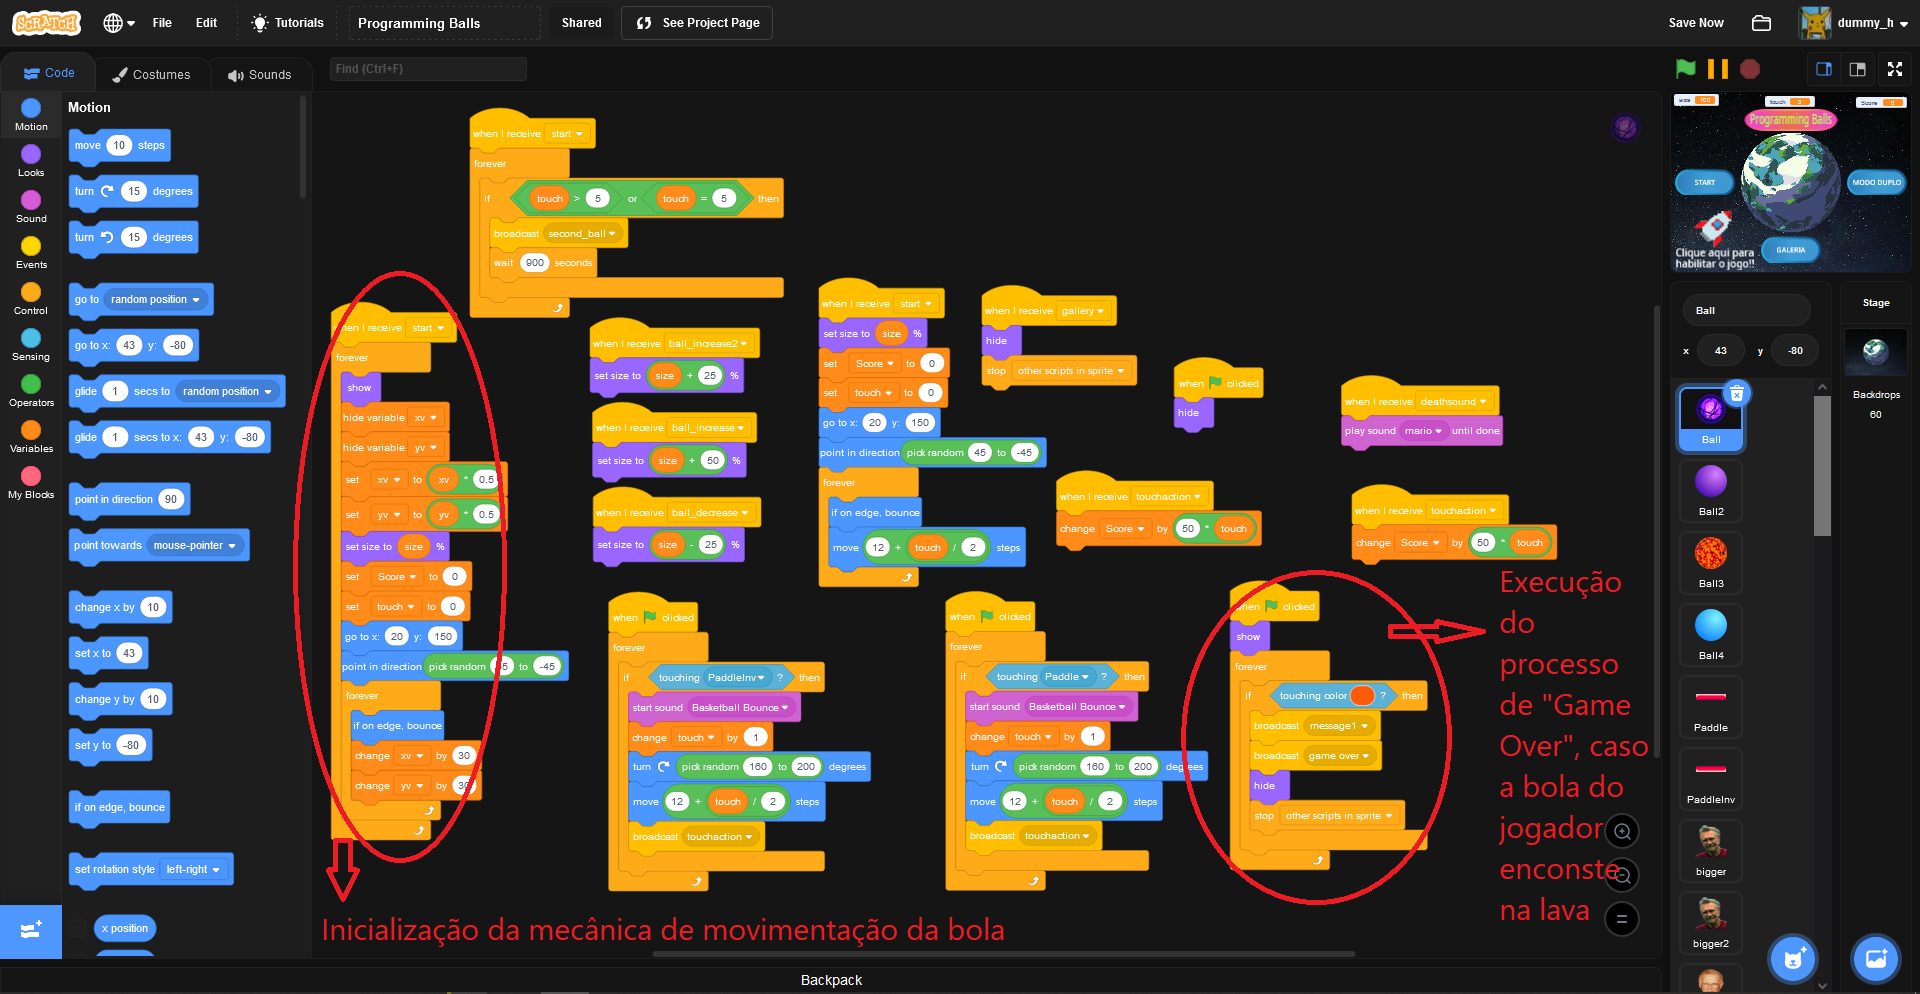 SCRATCH
File
Edit
Tutorials
Programming Balls
Shared
See Project Page
Save Now
dummy_h
Code
Costumes
Sounds
Find (Ctrl+F)
Motion
Looks
Sound
Events
Control
Sensing
Operators
Variables
My Blocks
Motion
move 10 steps
turn 15 degrees
turn 15 degrees
go to random position
go to x: 43 y: -80
glide 1 secs to random position
glide 1 secs to x: 43 y: -80
point in direction 90
point towards mouse-pointer
change x by 10
set x to 43
change y by 10
set y to -80
if on edge, bounce
set rotation style left-right
x position
when I receive start
forever
if touch > 5 or touch = 5 then
broadcast second_ball
wait 900 seconds
when I receive start
forever
show
hide variable xv
hide variable yv
set xv to xv * 0.5
set yv to yv * 0.5
set size to size %
set Score to 0
set touch to 0
go to x: 20 y: 150
point in direction pick random 45 to -45
forever
if on edge, bounce
change xv by 30
change yv by 30
when I receive ball_increase2
set size to size + 25 %
when I receive ball_increase
set size to size + 50 %
when I receive ball_decrease
set size to size - 25 %
when I receive start
set size to size %
set Score to 0
set touch to 0
go to x: 20 y: 150
point in direction pick random 45 to -45
forever
if on edge, bounce
move 12 + touch / 2 steps
when I receive gallery
hide
stop other scripts in sprite
when clicked
hide
when I receive deathsound
play sound mario until done
when I receive touchaction
change Score by 50 * touch
when I receive touchaction
change Score by 50 * touch
when clicked
forever
if touching PaddleInv ? then
start sound Basketball Bounce
change touch by 1
turn pick random 160 to 200 degrees
move 12 + touch / 2 steps
broadcast touchaction
when clicked
forever
if touching Paddle ? then
start sound Basketball Bounce
change touch by 1
turn pick random 160 to 200 degrees
move 12 + touch / 2 steps
broadcast touchaction
when clicked
show
forever
if touching color ? then
broadcast message1
broadcast game over
hide
stop other scripts in sprite
Execução
do
processo
de "Game
Over", caso
a bola do
jogador
enconste
na lava
Inicialização da mecânica de movimentação da bola
Backpack
size 100
touch 0
Score 0
Programming Balls
START
MODO DUPLO
GALERIA
Clique aqui para
habilitar o jogo!!
Ball
x 43 y -80
Stage
Backdrops
60
Ball
Ball2
Ball3
Ball4
Paddle
PaddleInv
bigger
bigger2